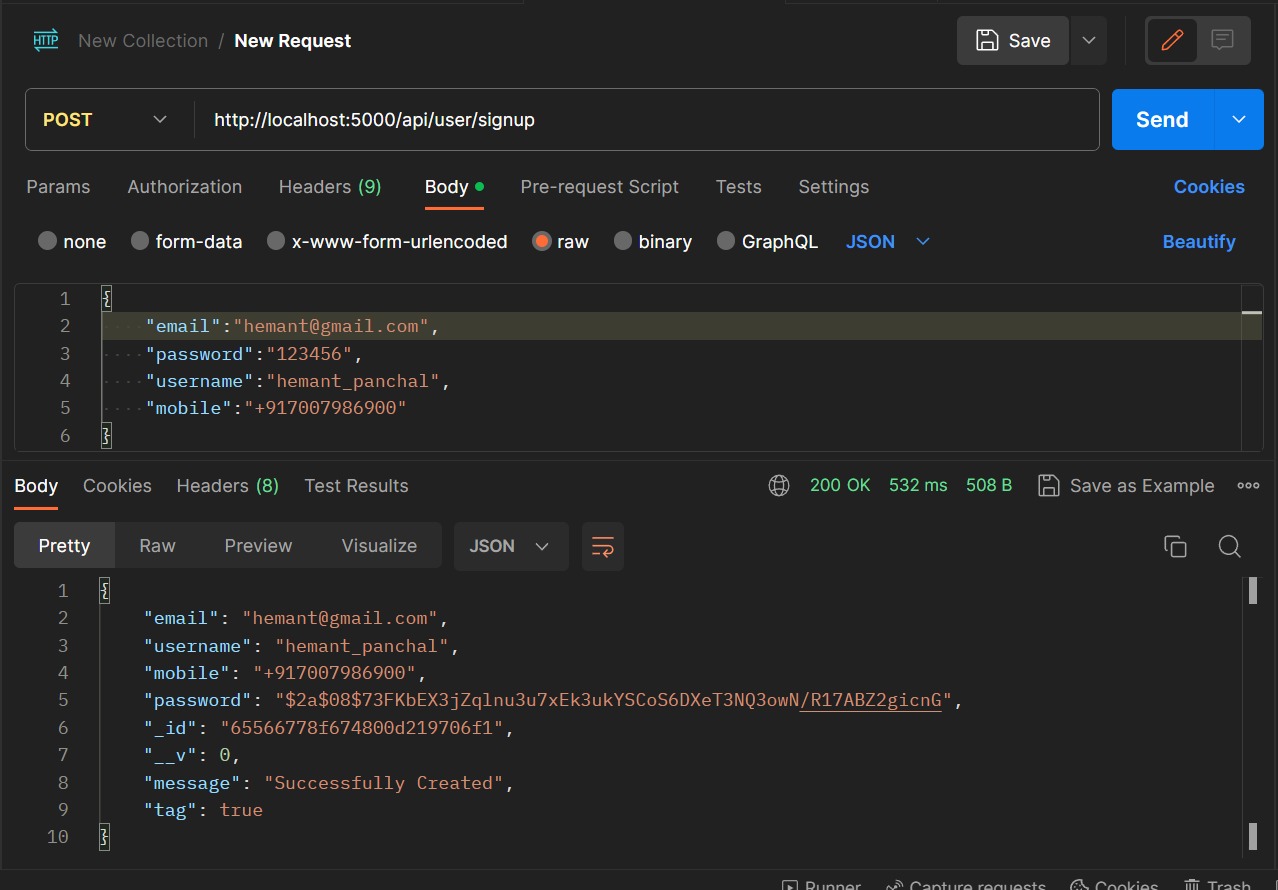 HTTP New Collection / New Request Save
POST http://localhost:5000/api/user/signup Send
Params Authorization Headers (9) Body Pre-request Script Tests Settings Cookies
none form-data x-www-form-urlencoded raw binary GraphQL JSON Beautify
1 {
2 "email":"hemant@gmail.com",
3 "password":"123456",
4 "username":"hemant_panchal",
5 "mobile":"+917007986900"
6 }
Body Cookies Headers (8) Test Results 200 OK 532 ms 508 B Save as Example
Pretty Raw Preview Visualize JSON
1 {
2 "email": "hemant@gmail.com",
3 "username": "hemant_panchal",
4 "mobile": "+917007986900",
5 "password": "$2a$08$73FKbEX3jZqlnu3u7xEk3ukYSCoS6DXeT3NQ3owN/R17ABZ2gicnG",
6 "_id": "65566778f674800d219706f1",
7 "__v": 0,
8 "message": "Successfully Created",
9 "tag": true
10 }
Runner Capture requests Cookies Trash